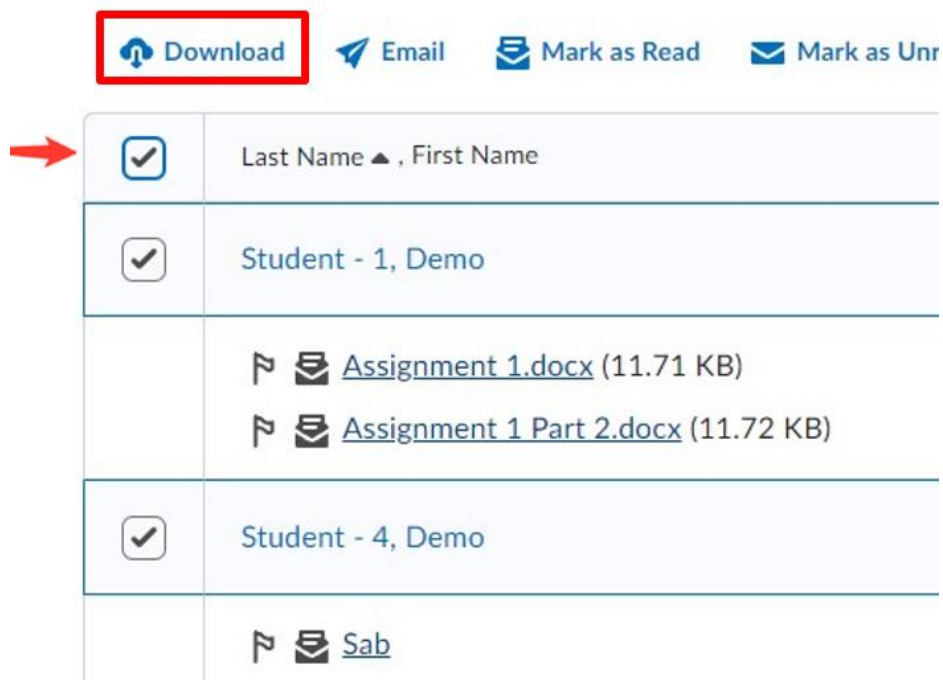 Download Email Mark as Read Mark as
Last Name , First Name
Student - 1, Demo
Assignment 1.docx (11.71 KB)
Assignment 1 Part 2.docx (11.72 KB)
Student - 4, Demo
Sab